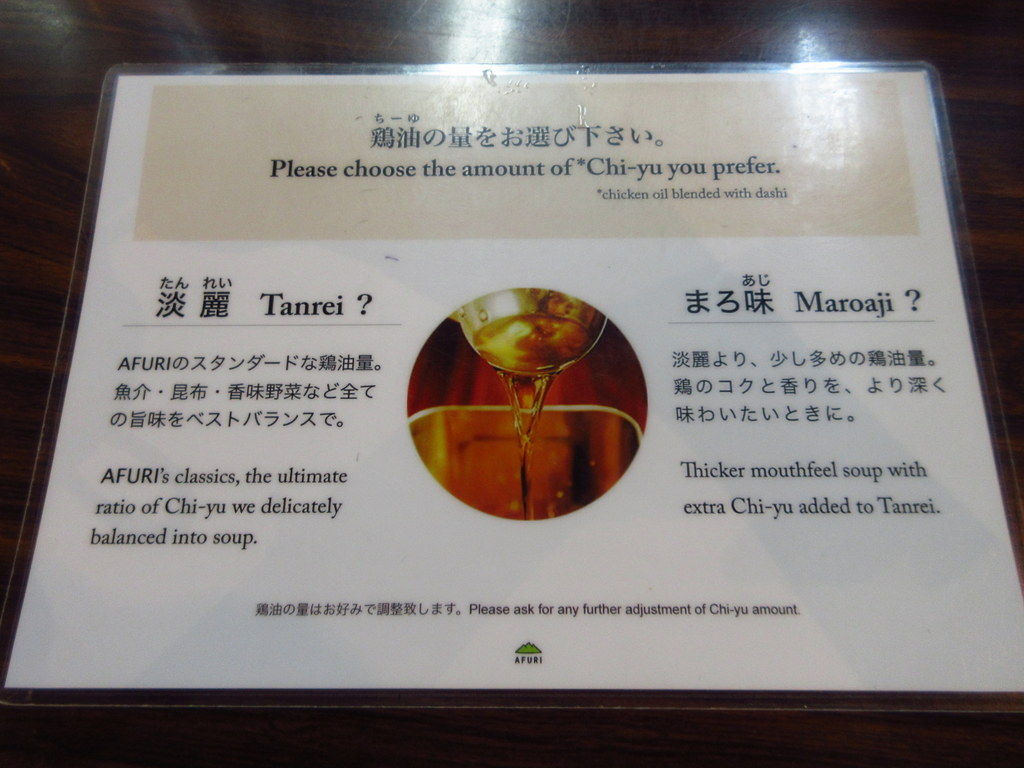 ちーゆ
鶏油の量をお選び下さい。
Please choose the amount of *Chi-yu you prefer.
*chicken oil blended with dashi
たん れい
淡麗 Tanrei ?
AFURIのスタンダードな鶏油量。
魚介・昆布・香味野菜など全て
の旨味をベストバランスで。
AFURI's classics, the ultimate
ratio of Chi-yu we delicately
balanced into soup.
あじ
まろ味 Maroaji ?
淡麗より、少し多めの鶏油量。
鶏のコクと香りを、より深く
味わいたいときに。
Thicker mouthfeel soup with
extra Chi-yu added to Tanrei.
鶏油の量はお好みで調整致します。Please ask for any further adjustment of Chi-yu amount.
AFURI